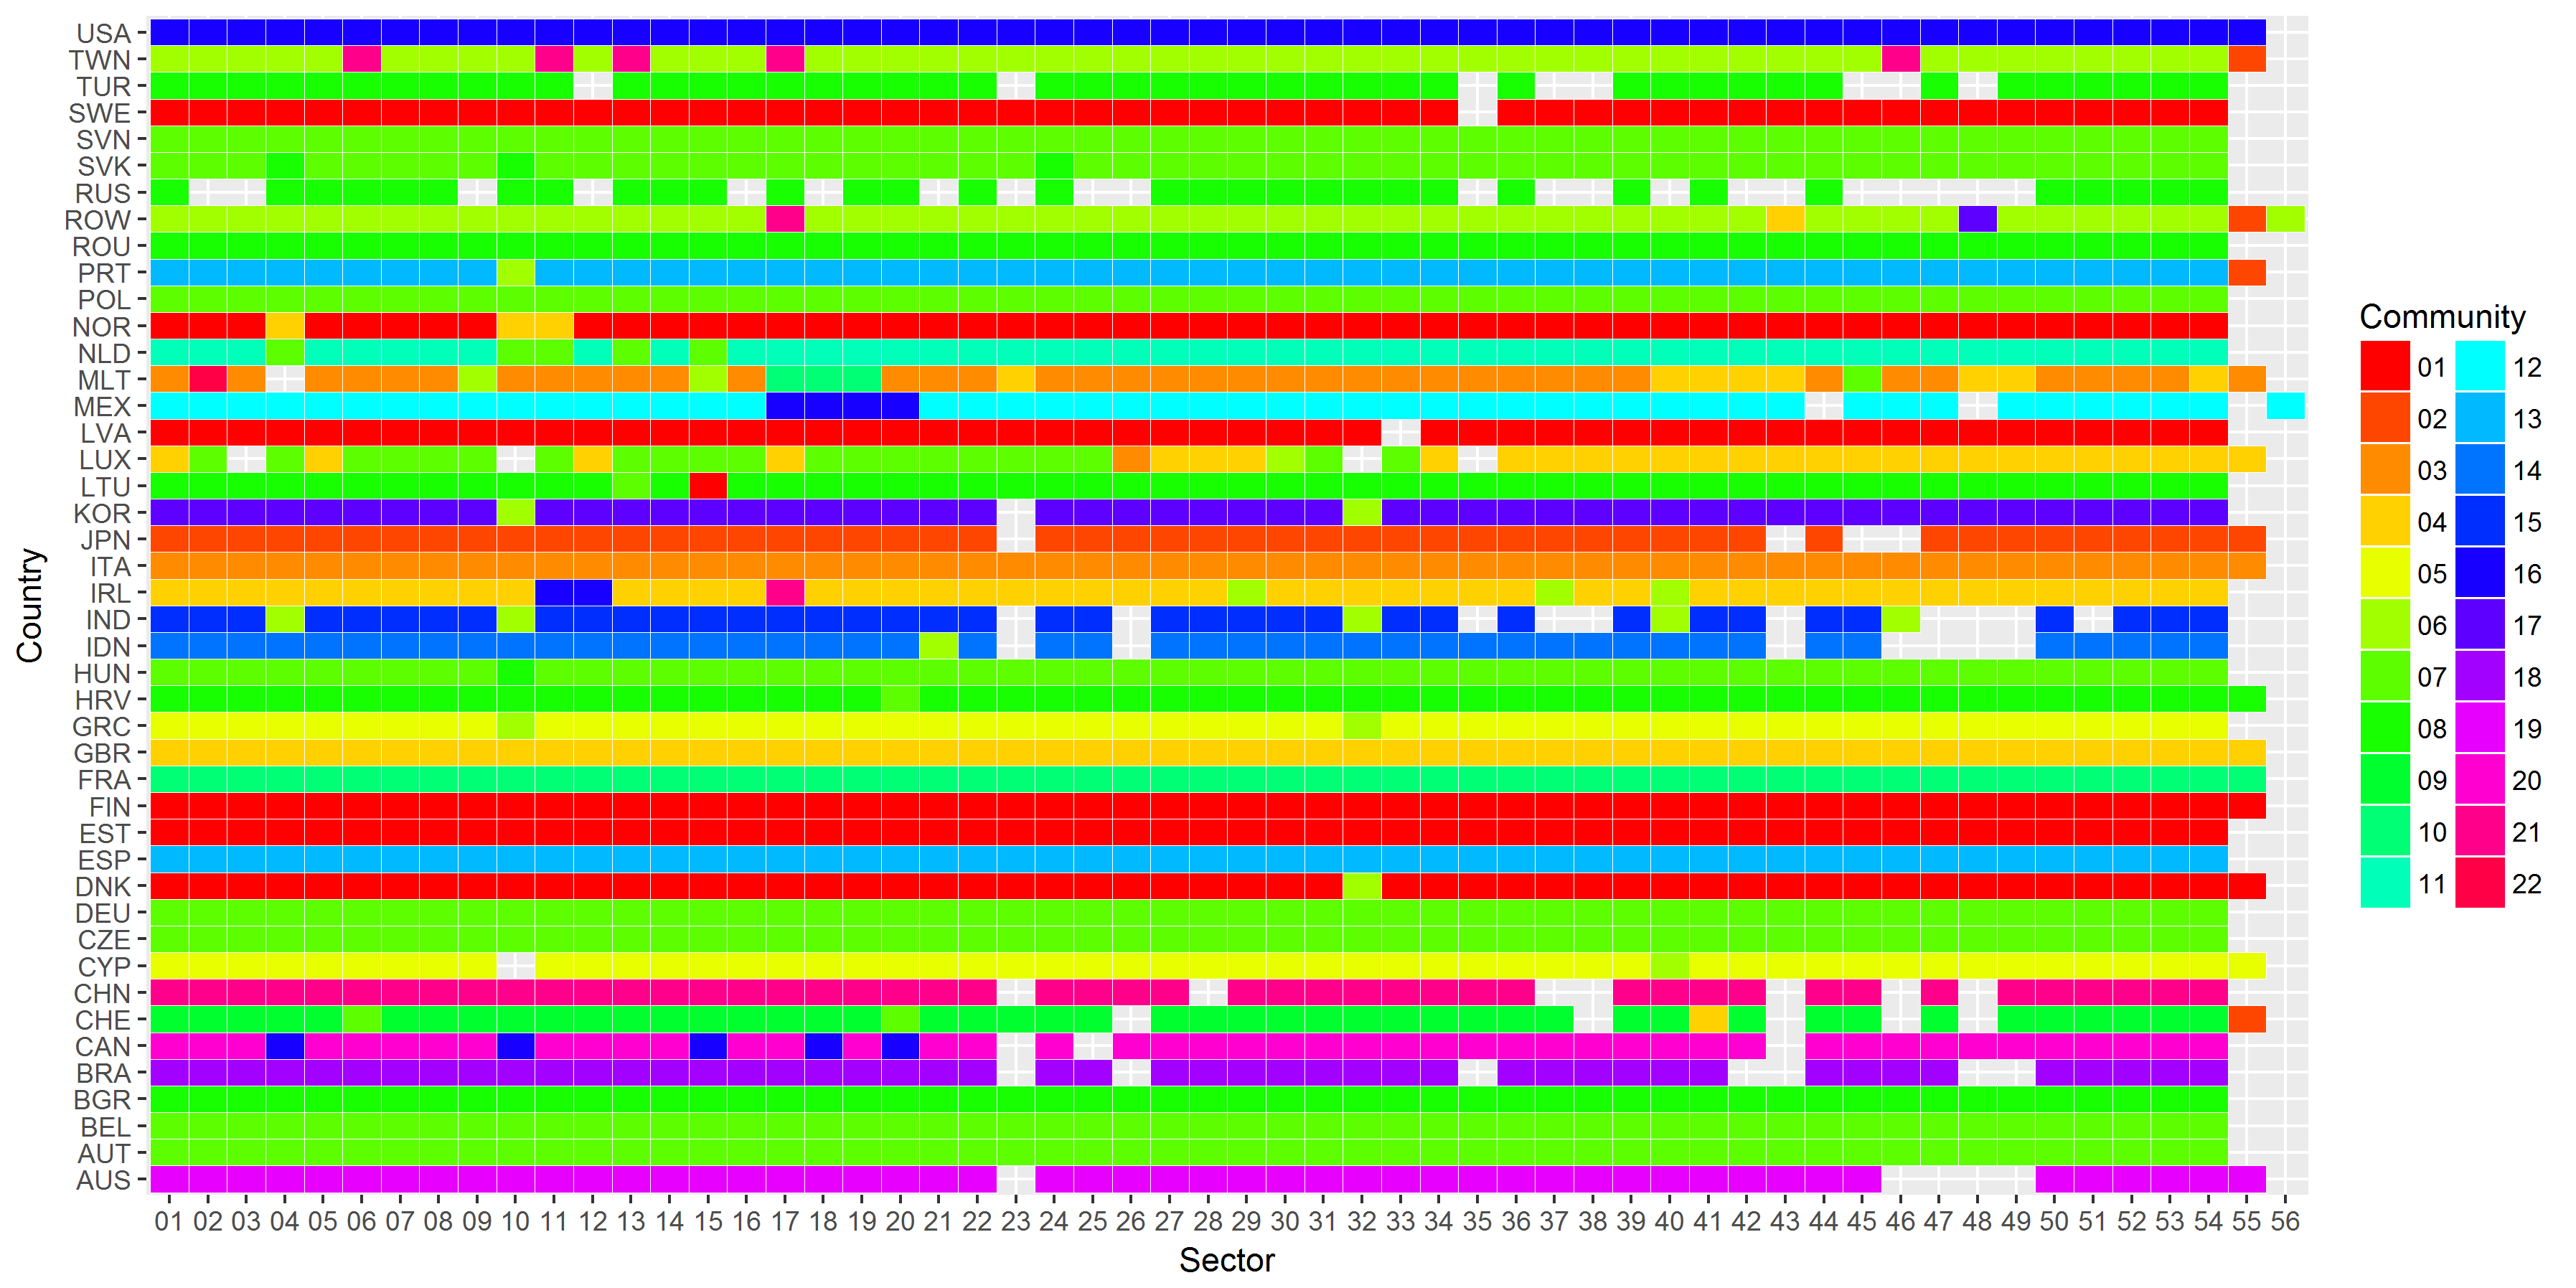 USA
TWN
TUR
SWE
SVN
SVK
RUS
ROW
ROU
PRT
POL
NOR
NLD
MLT
MEX
LVA
LUX
LTU
KOR
JPN
ITA
IRL
IND
IDN
HUN
HRV
GRC
GBR
FRA
FIN
EST
ESP
DNK
DEU
CZE
CYP
CHN
CHE
CAN
BRA
BGR
BEL
AUT
AUS
Country
01 02 03 04 05 06 07 08 09 10 11 12 13 14 15 16 17 18 19 20 21 22 23 24 25 26 27 28 29 30 31 32 33 34 35 36 37 38 39 40 41 42 43 44 45 46 47 48 49 50 51 52 53 54 55 56
Sector
Community
01 12
02 13
03 14
04 15
05 16
06 17
07 18
08 19
09 20
10 21
11 22